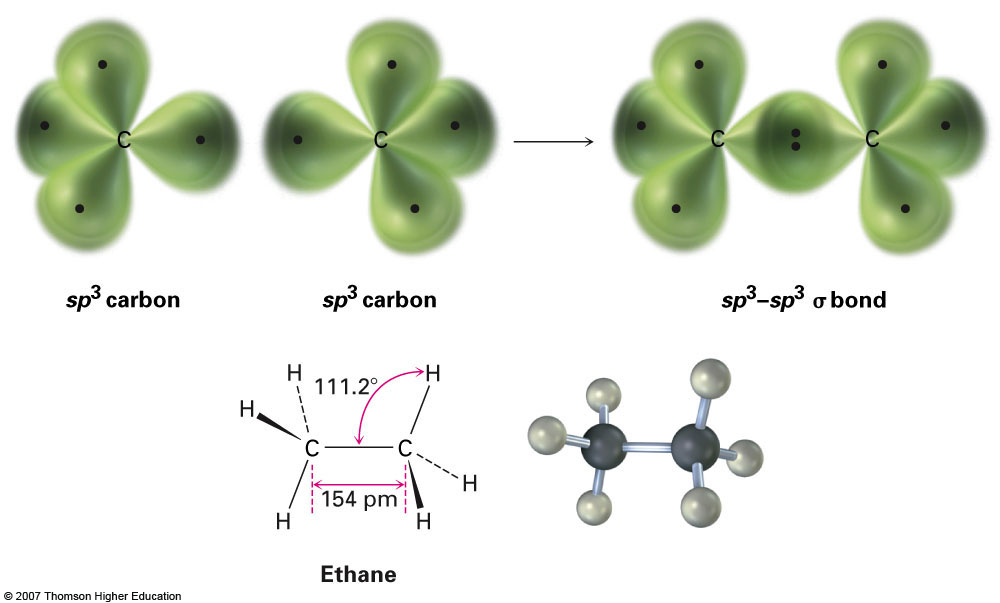 C
C
C
C
sp³ carbon
sp³ carbon
sp³–sp³ σ bond
H
111.2°
H
H
C
C
H
154 pm
H
H
Ethane
© 2007 Thomson Higher Education